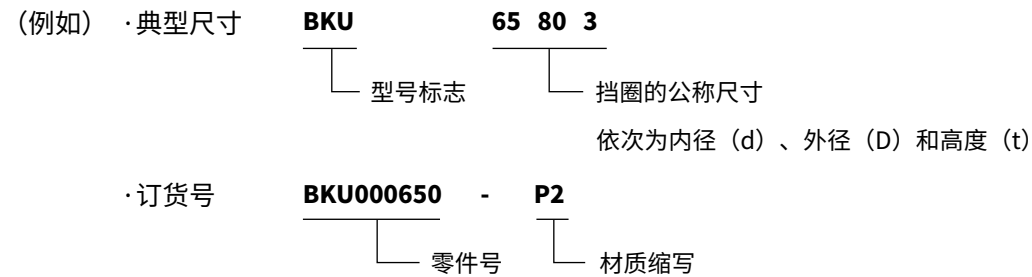 （例如） ·典型尺寸 BKU 65 80 3
型号标志 挡圈的公称尺寸
依次为内径（d）、外径（D）和高度（t）
·订货号 BKU000650 - P2
零件号 材质缩写